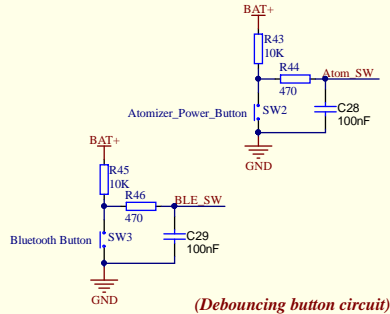 BAT+
R43
10K
R44
470
Atom_SW
Atomizer_Power_Button
SW2
C28
100nF
GND
BAT+
R45
10K
R46
470
BLE_SW
Bluetooth Button
SW3
C29
100nF
GND
(Debouncing button circuit)